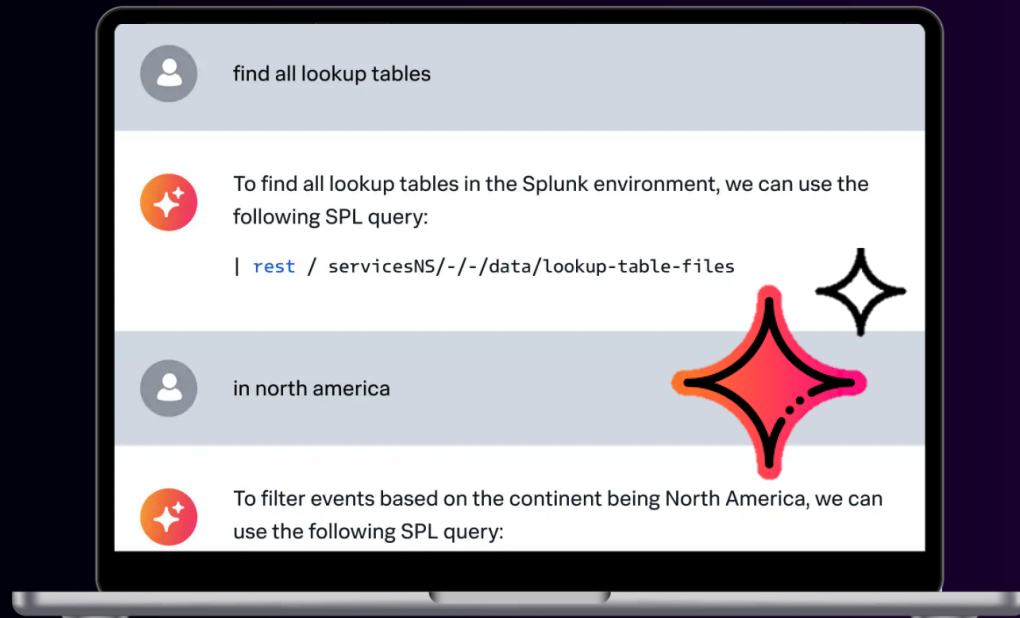 find all lookup tables
To find all lookup tables in the Splunk environment, we can use the
following SPL query:
| rest / servicesNS/-/-/data/lookup-table-files
in north america
To filter events based on the continent being North America, we can
use the following SPL query: